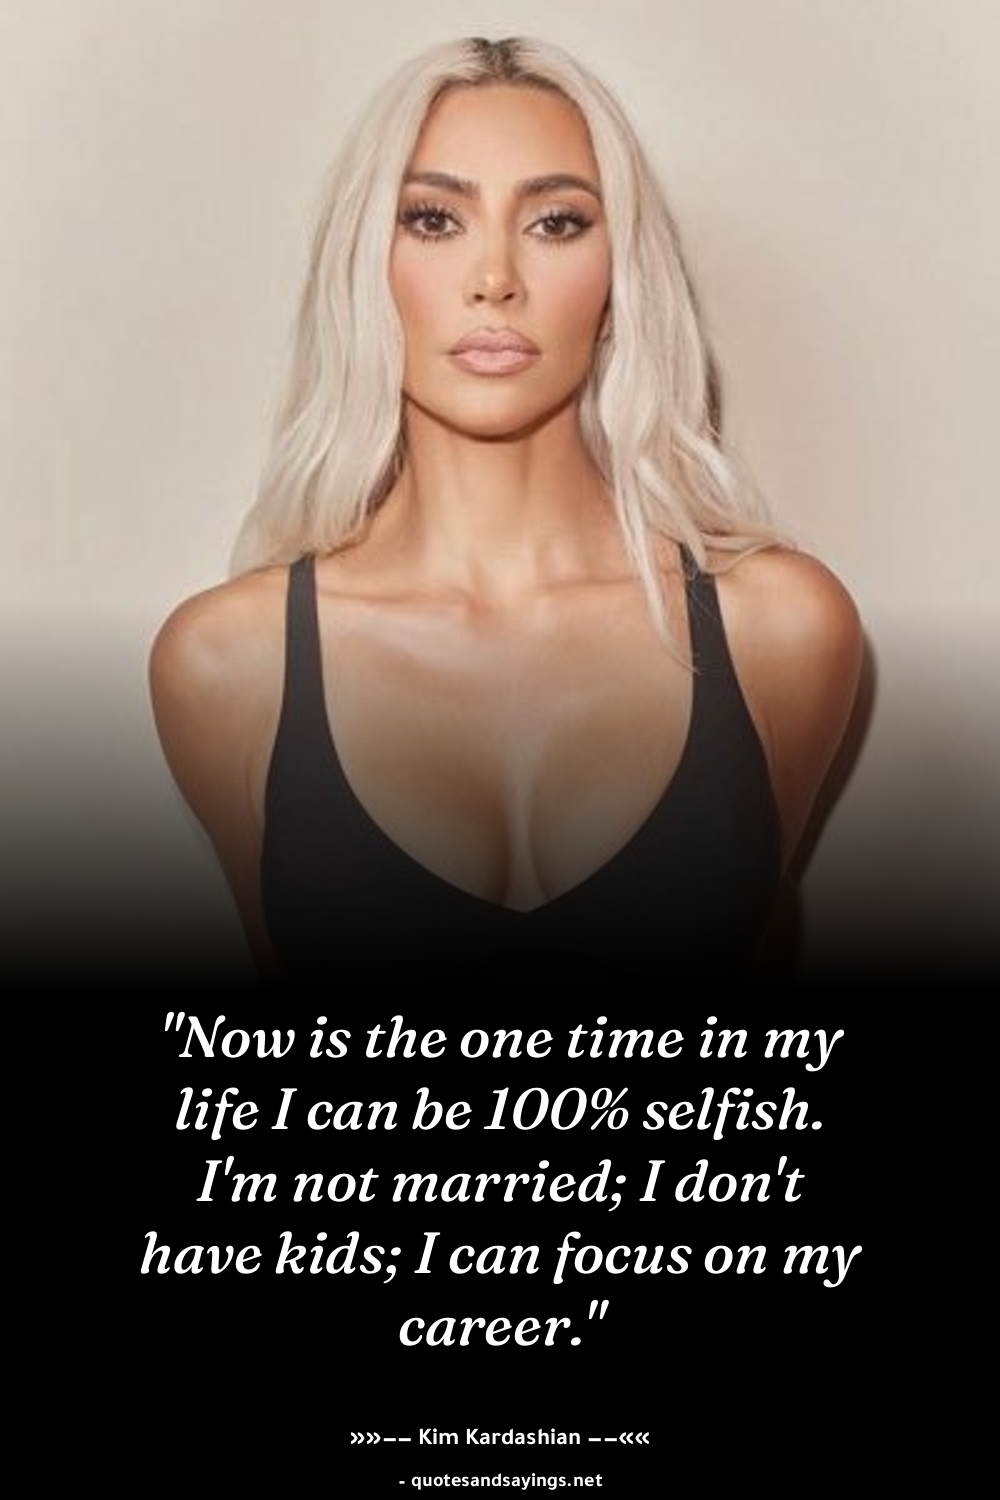 "Now is the one time in my
life I can be 100% selfish.
I'm not married; I don't
have kids; I can focus on my
career."
»»−− Kim Kardashian −−««
- quotesandsayings.net